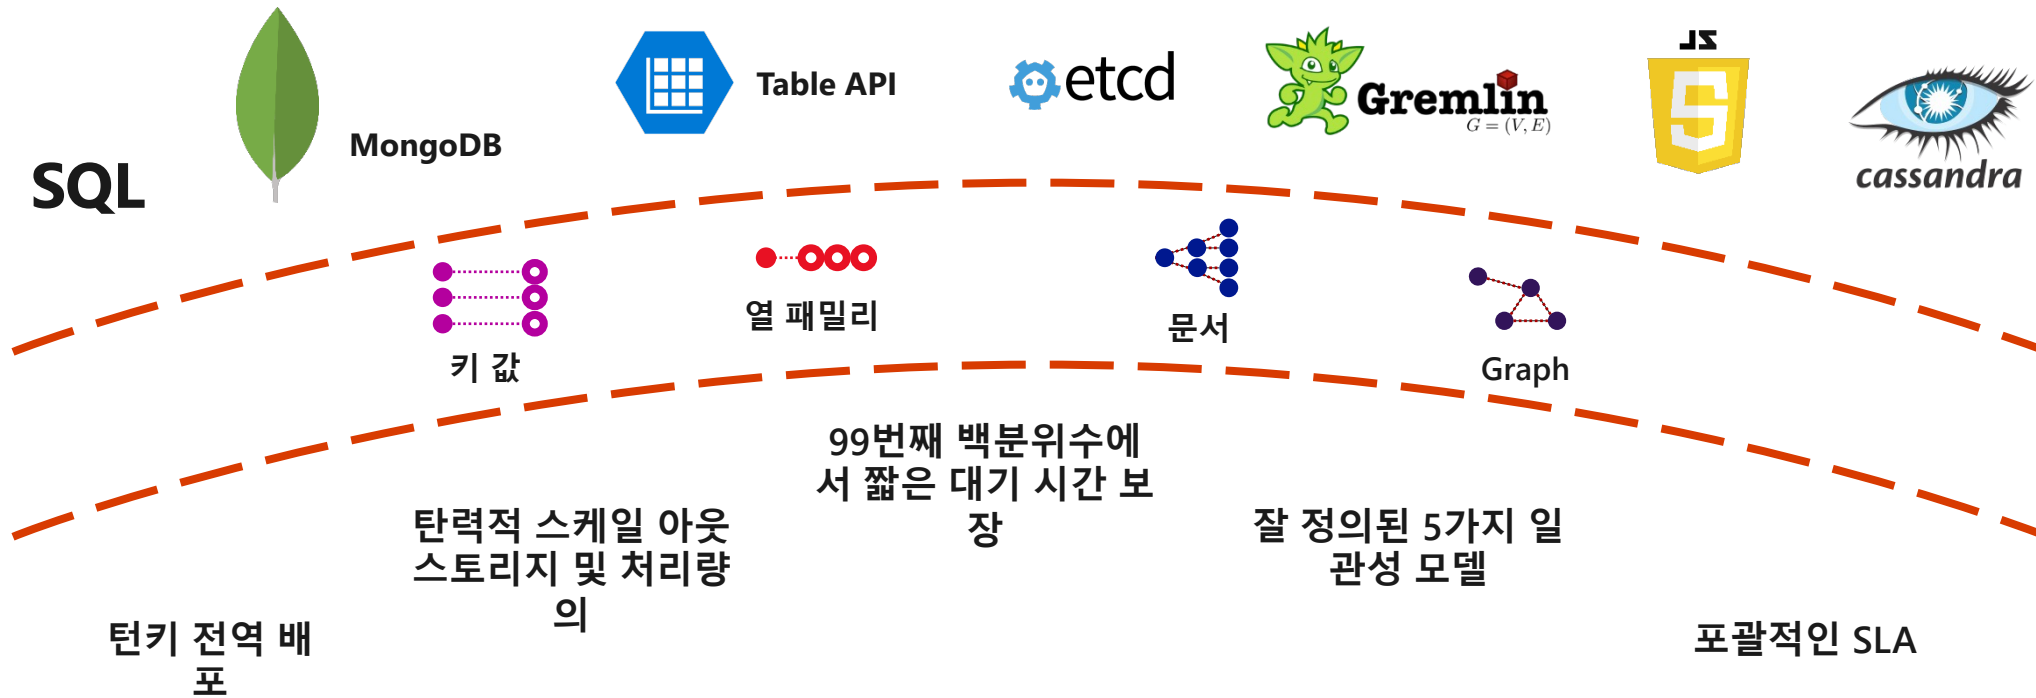 SQL
MongoDB
Table API
etcd
Gremlin
G = (V, E)
JS
5
cassandra
키 값
열 패밀리
문서
Graph
턴키 전역 배
포
탄력적 스케일 아웃
스토리지 및 처리량
의
99번째 백분위수에
서 짧은 대기 시간 보
장
잘 정의된 5가지 일
관성 모델
포괄적인 SLA